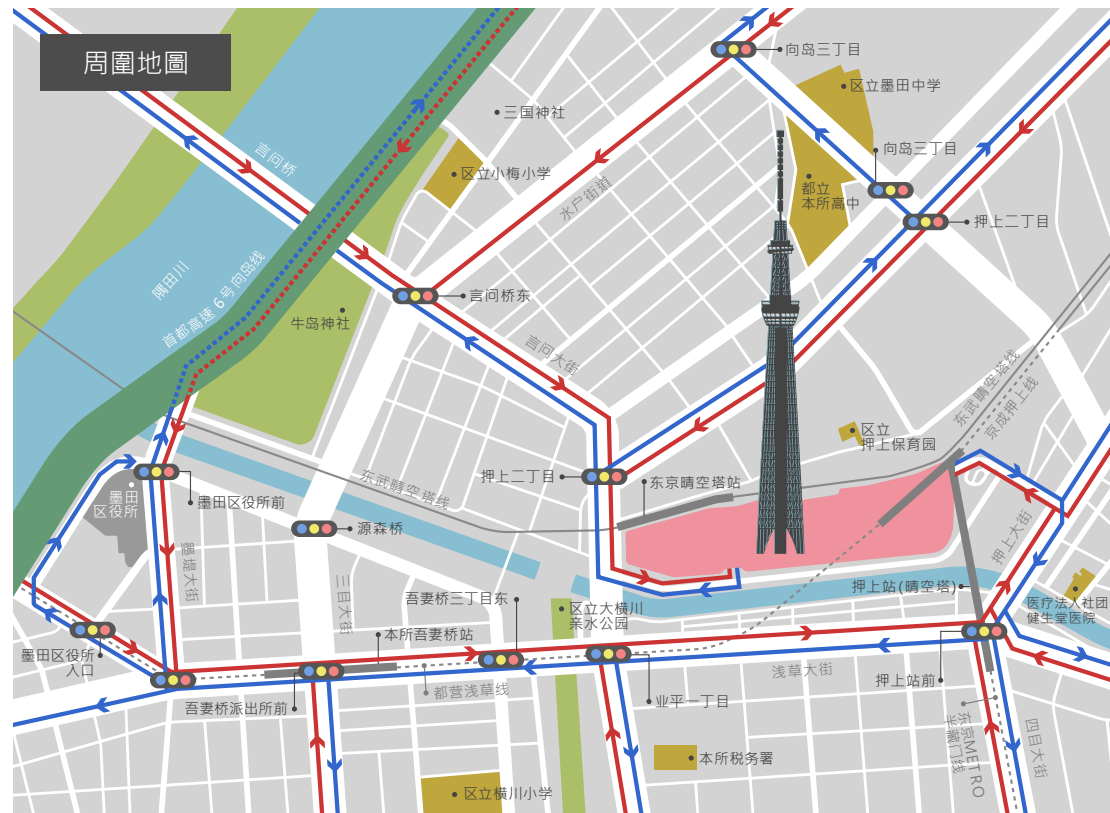 周圍地圖
向岛三丁目
区立墨田中学
三国神社
向岛三丁目
言问桥
区立小梅小学
都立
本所高中
水户街道
押上二丁目
隅田川
首都高速 6号向岛线
言问桥东
牛岛神社
言问大街
东武晴空塔线
京成押上线
区立
押上保育园
押上二丁目
东京晴空塔站
东武晴空塔线
墨田
区役所
墨田区役所前
源森桥
堤大街
三目大街
押上大街
押上站(晴空塔)
吾妻桥三丁目东
区立大横川
亲水公园
医疗法人社团
健生堂医院
本所吾妻桥站
墨田区役所
入口
都营浅草线
浅草大街
押上站前
吾妻桥派出所前
业平一丁目
东京METRO
半藏门线
四目大街
本所税务署
区立横川小学